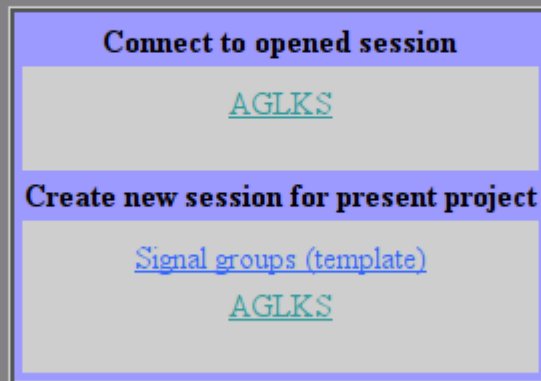 Connect to opened session
AGLKS
Create new session for present project
Signal groups (template)
AGLKS